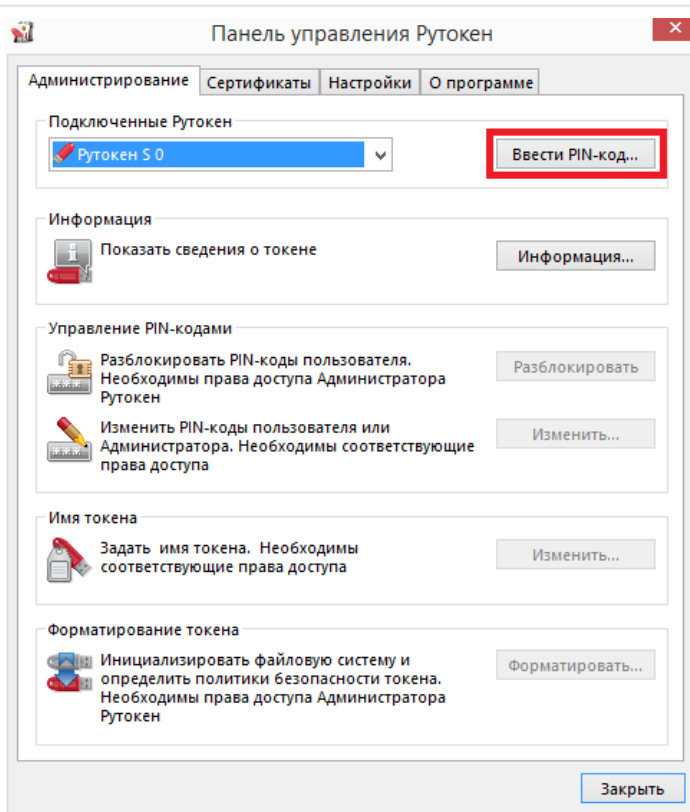 Панель управления Рутокен
Администрирование Сертификаты Настройки О программе
Подключенные Рутокен
Рутокен S 0
Ввести PIN-код...
Информация
Показать сведения о токене
Информация...
Управление PIN-кодами
Разблокировать PIN-коды пользователя.
Необходимы права доступа Администратора
Рутокен
Разблокировать
Изменить PIN-коды пользователя или
Администратора. Необходимы соответствующие
права доступа
Изменить...
Имя токена
Задать имя токена. Необходимы
соответствующие права доступа
Изменить...
Форматирование токена
Инициализировать файловую систему и
определить политики безопасности токена.
Необходимы права доступа Администратора
Рутокен
Форматировать...
Закрыть